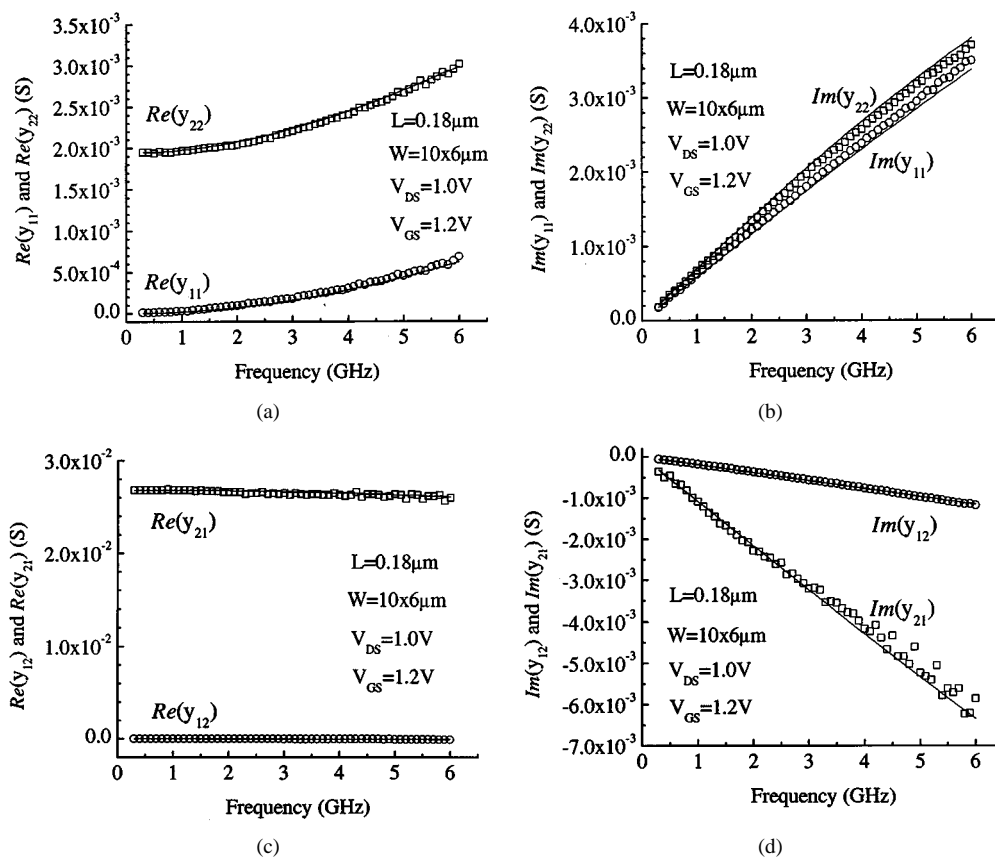 3.5x10⁻³
3.0x10⁻³
2.5x10⁻³
2.0x10⁻³
1.5x10⁻³
1.0x10⁻³
5.0x10⁻⁴
0.0
Re(y₁₁) and Re(y₂₂) (S)
Re(y₂₂)
L=0.18µm
W=10x6µm
V_DS=1.0V
V_GS=1.2V
Re(y₁₁)
0 1 2 3 4 5 6
Frequency (GHz)
(a)
4.0x10⁻³
2.0x10⁻³
0.0
Im(y₁₁) and Im(y₂₂) (S)
L=0.18µm
W=10x6µm
V_DS=1.0V
V_GS=1.2V
Im(y₂₂)
Im(y₁₁)
0 1 2 3 4 5 6
Frequency (GHz)
(b)
3.0x10⁻²
2.0x10⁻²
1.0x10⁻²
0.0
Re(y₁₂) and Re(y₂₁) (S)
Re(y₂₁)
L=0.18µm
W=10x6µm
V_DS=1.0V
V_GS=1.2V
Re(y₁₂)
0 1 2 3 4 5 6
Frequency (GHz)
(c)
0.0
-1.0x10⁻³
-2.0x10⁻³
-3.0x10⁻³
-4.0x10⁻³
-5.0x10⁻³
-6.0x10⁻³
-7.0x10⁻³
Im(y₁₂) and Im(y₂₁) (S)
Im(y₁₂)
Im(y₂₁)
L=0.18µm
W=10x6µm
V_DS=1.0V
V_GS=1.2V
0 1 2 3 4 5 6
Frequency (GHz)
(d)